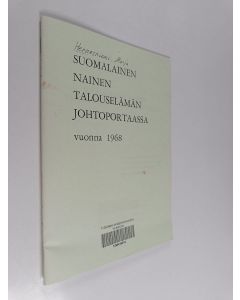 SUOMALAINEN
NAINEN
TALOUSELÄMÄN
JOHTOPORTAASSA
vuonna 1968